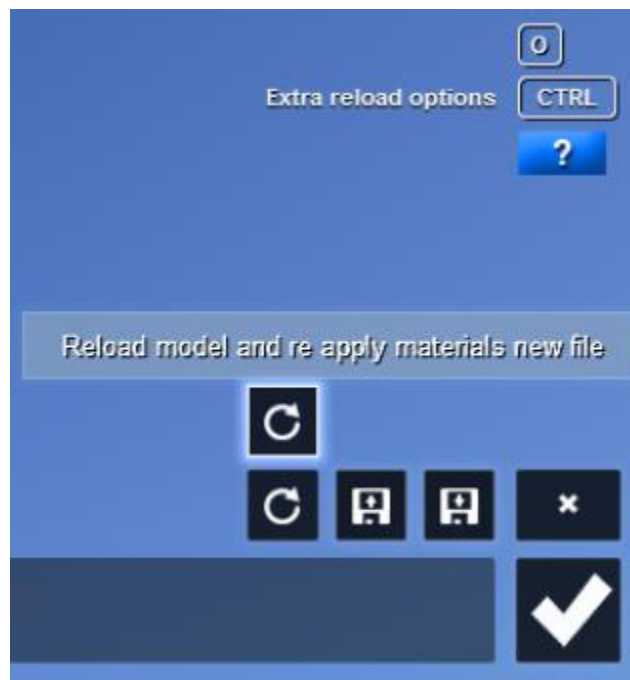 O
Extra reload options CTRL
?
Reload model and re apply materials new file